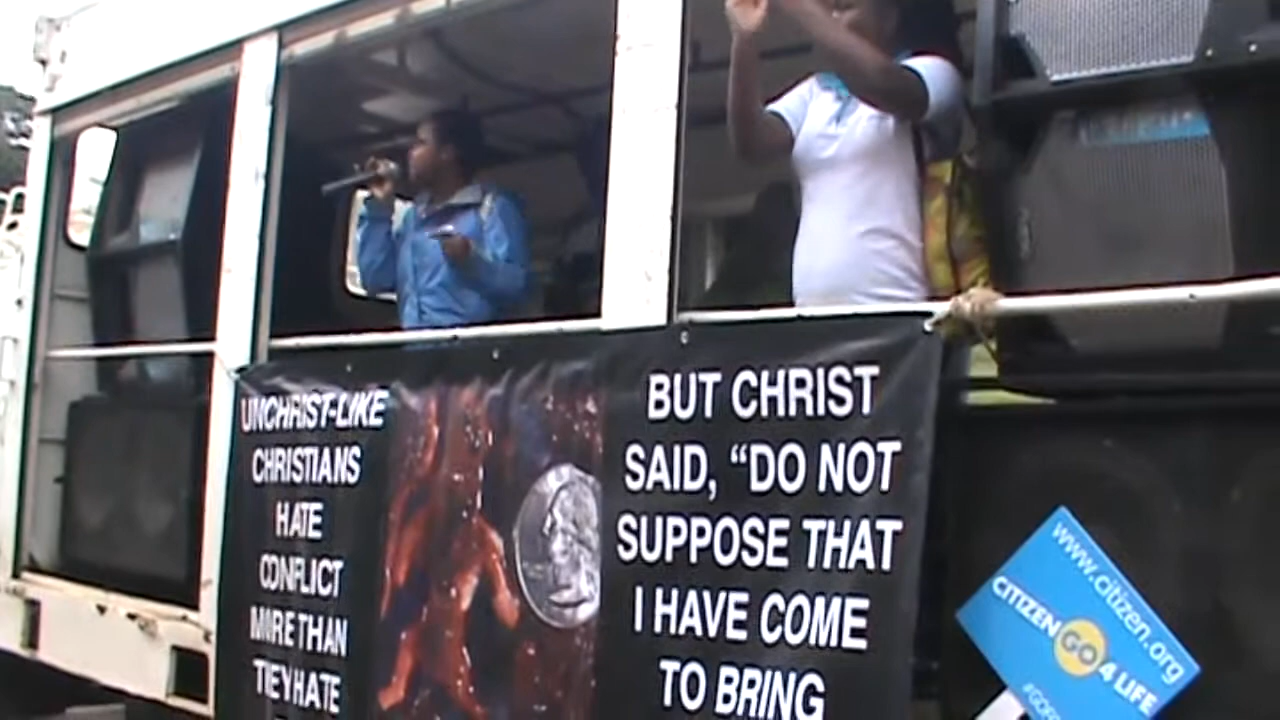 UNCHRIST-LIKE
CHRISTIANS
HATE
CONFLICT
MORE THAN
THEY HATE
BUT CHRIST
SAID, “DO NOT
SUPPOSE THAT
I HAVE COME
TO BRING
www.citizen.org
CITIZEN GO 4 LIFE